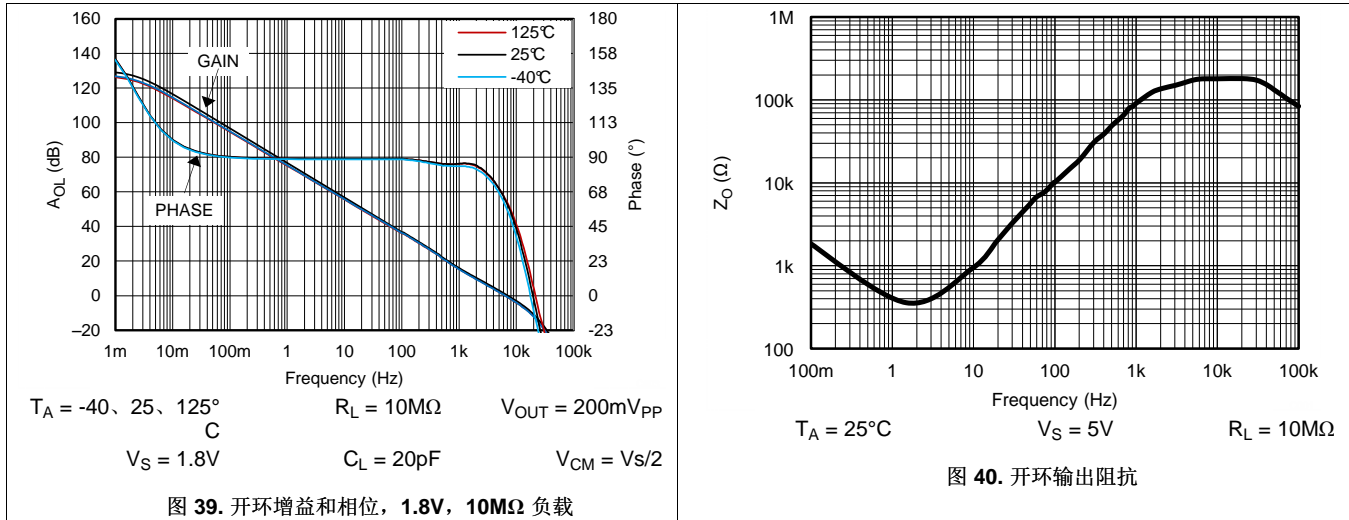 160
140
120
100
80
60
40
20
0
–20
A_OL (dB)
GAIN
PHASE
125℃
25℃
-40℃
180
158
135
113
90
68
45
23
0
-23
Phase (°)
1m 10m 100m 1 10 100 1k 10k 100k
Frequency (Hz)
T_A = -40、25、125°
C
R_L = 10MΩ
V_OUT = 200mV_PP
V_S = 1.8V
C_L = 20pF
V_CM = Vs/2
图 39. 开环增益和相位，1.8V，10MΩ 负载
1M
100k
10k
1k
100
Z_O (Ω)
100m 1 10 100 1k 10k 100k
Frequency (Hz)
T_A = 25°C
V_S = 5V
R_L = 10MΩ
图 40. 开环输出阻抗